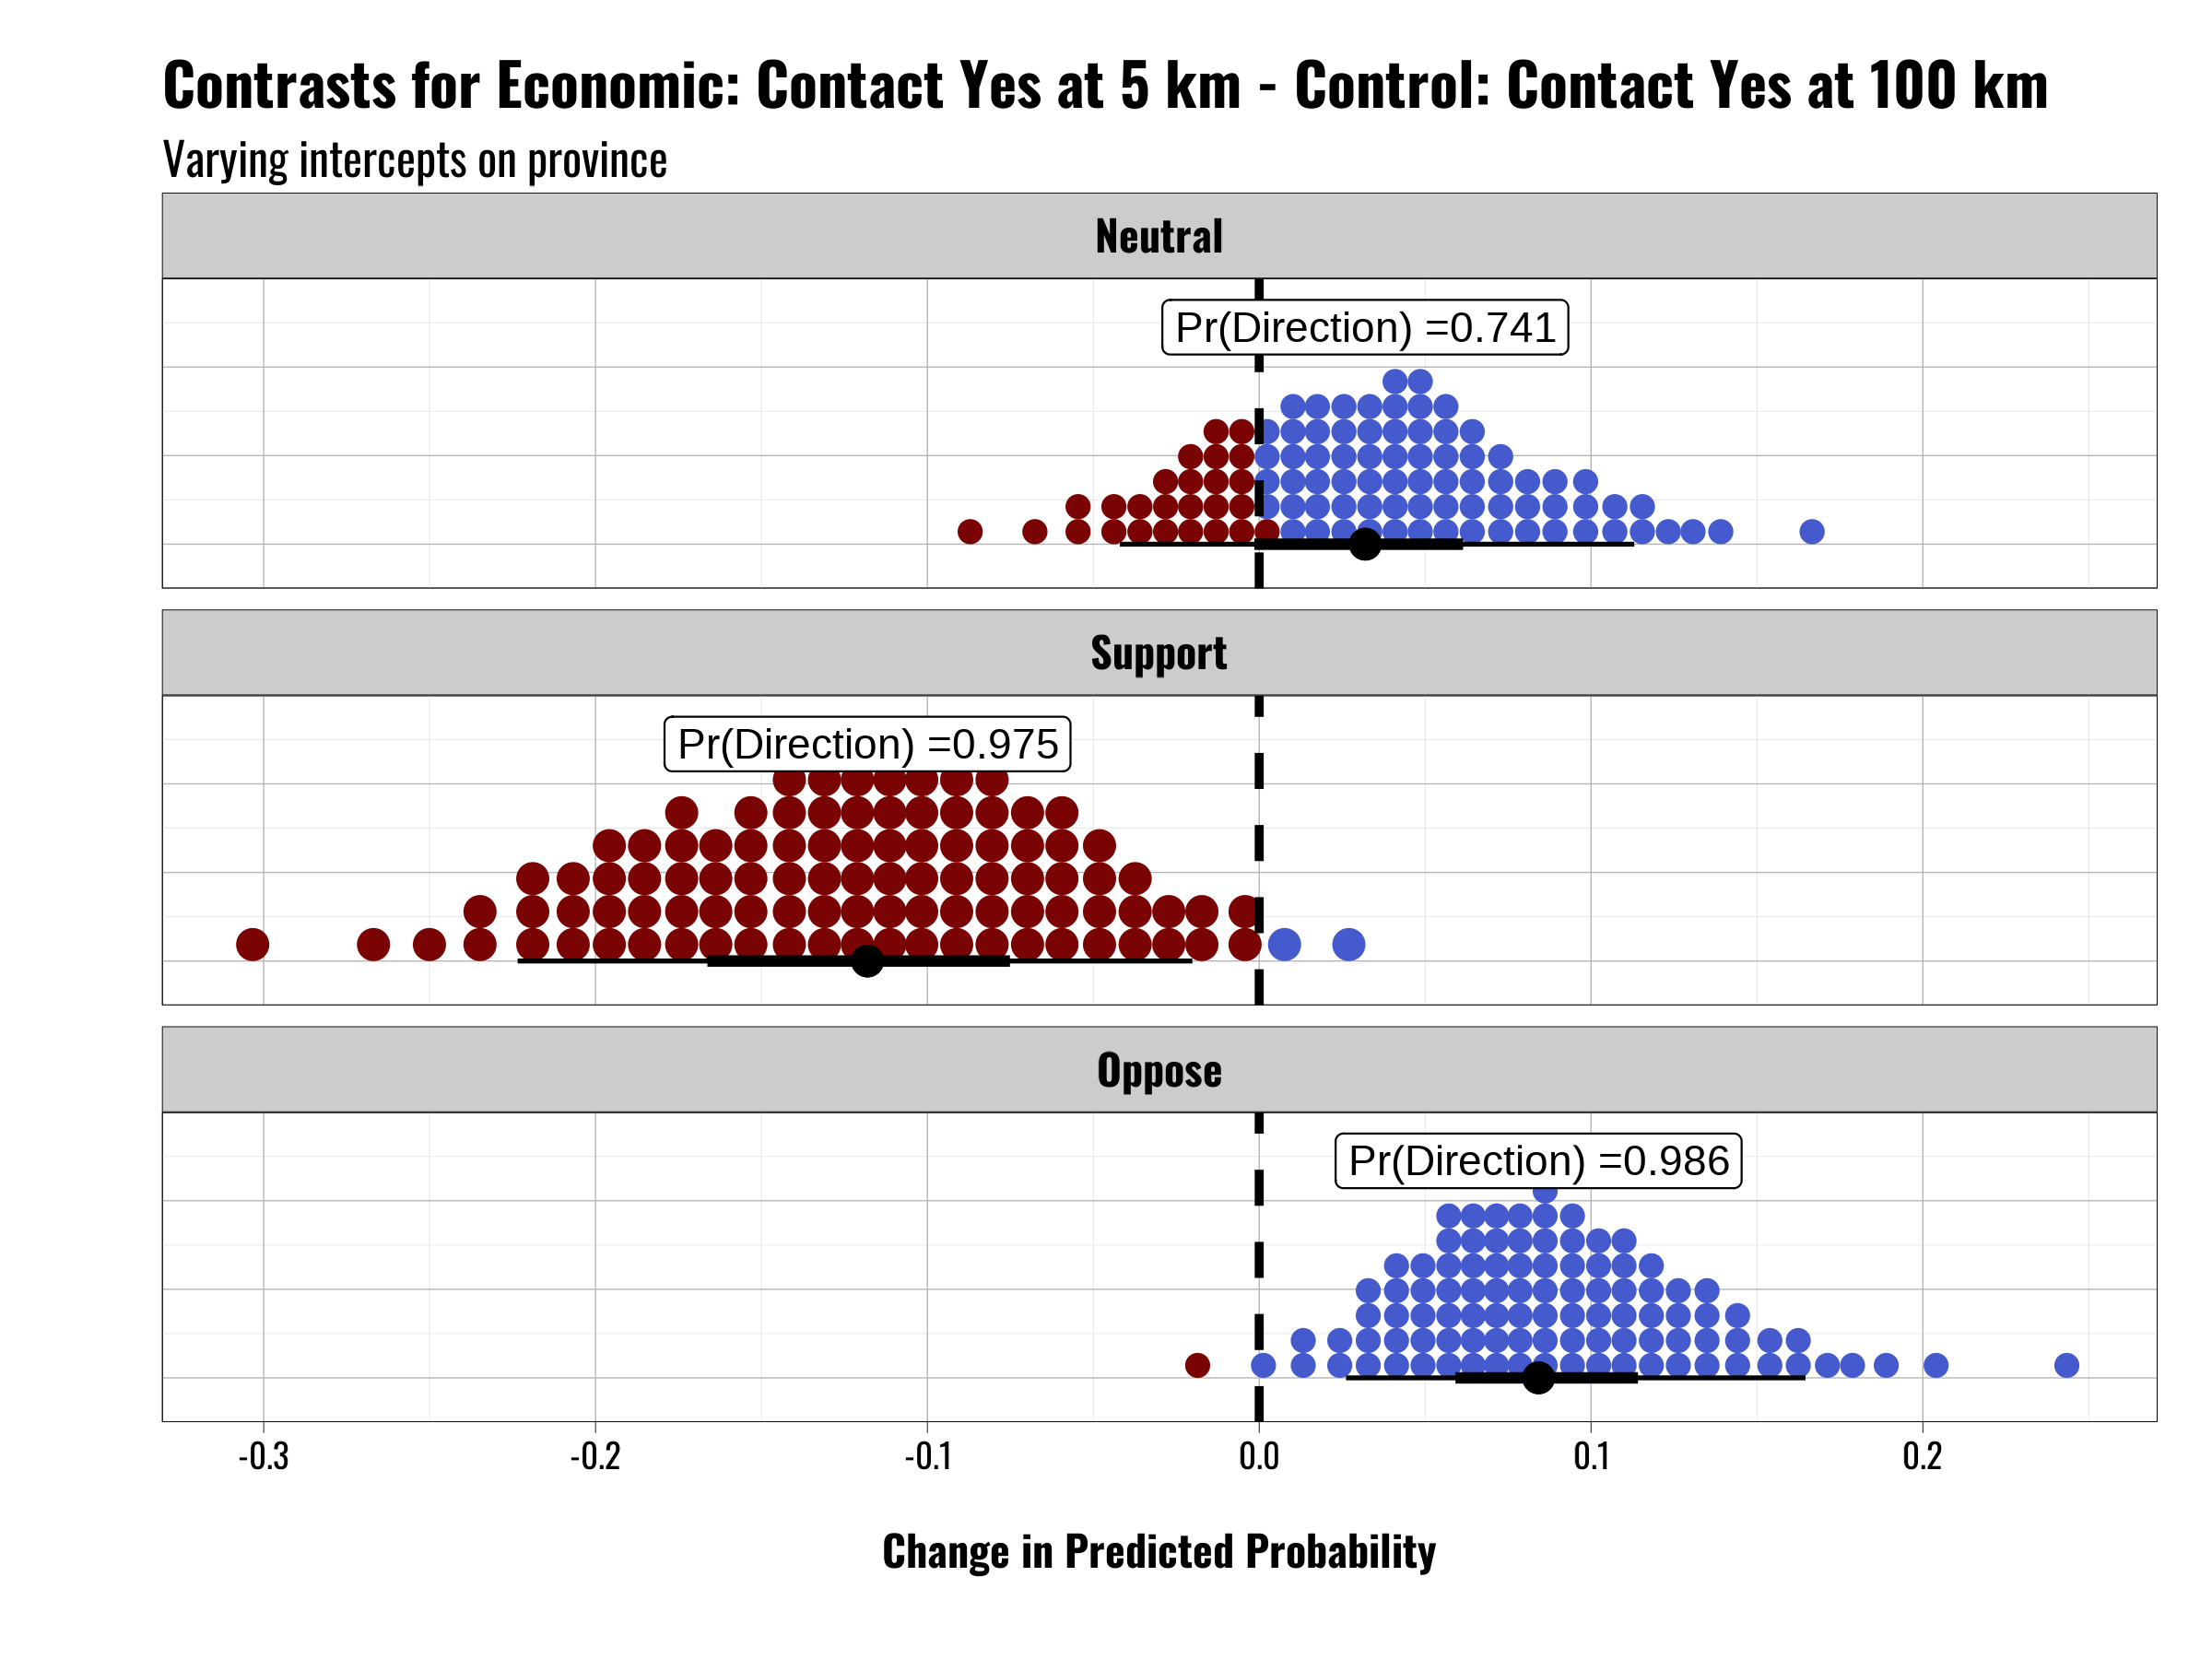 Contrasts for Economic: Contact Yes at 5 km - Control: Contact Yes at 100 km
Varying intercepts on province
Neutral
Pr(Direction) =0.741
Support
Pr(Direction) =0.975
Oppose
Pr(Direction) =0.986
-0.3 -0.2 -0.1 0.0 0.1 0.2
Change in Predicted Probability